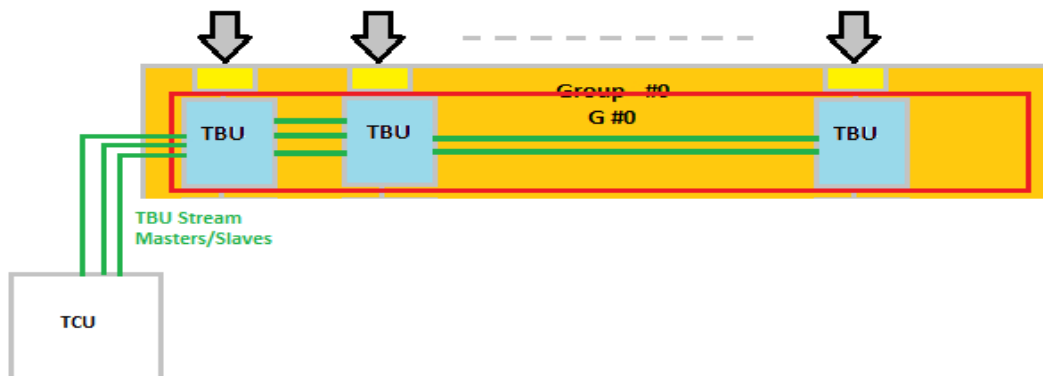 Group #0
G #0
TBU
TBU
TBU
TBU Stream
Masters/Slaves
TCU